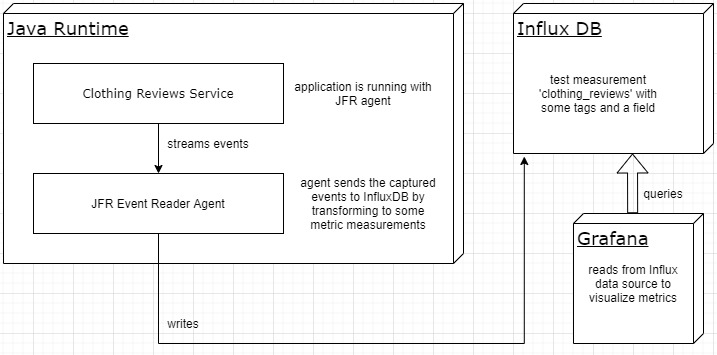 Java Runtime
Clothing Reviews Service
application is running with
JFR agent
streams events
JFR Event Reader Agent
agent sends the captured
events to InfluxDB by
transforming to some
metric measurements
writes
Influx DB
test measurement
'clothing_reviews' with
some tags and a field
queries
Grafana
reads from Influx
data source to
visualize metrics